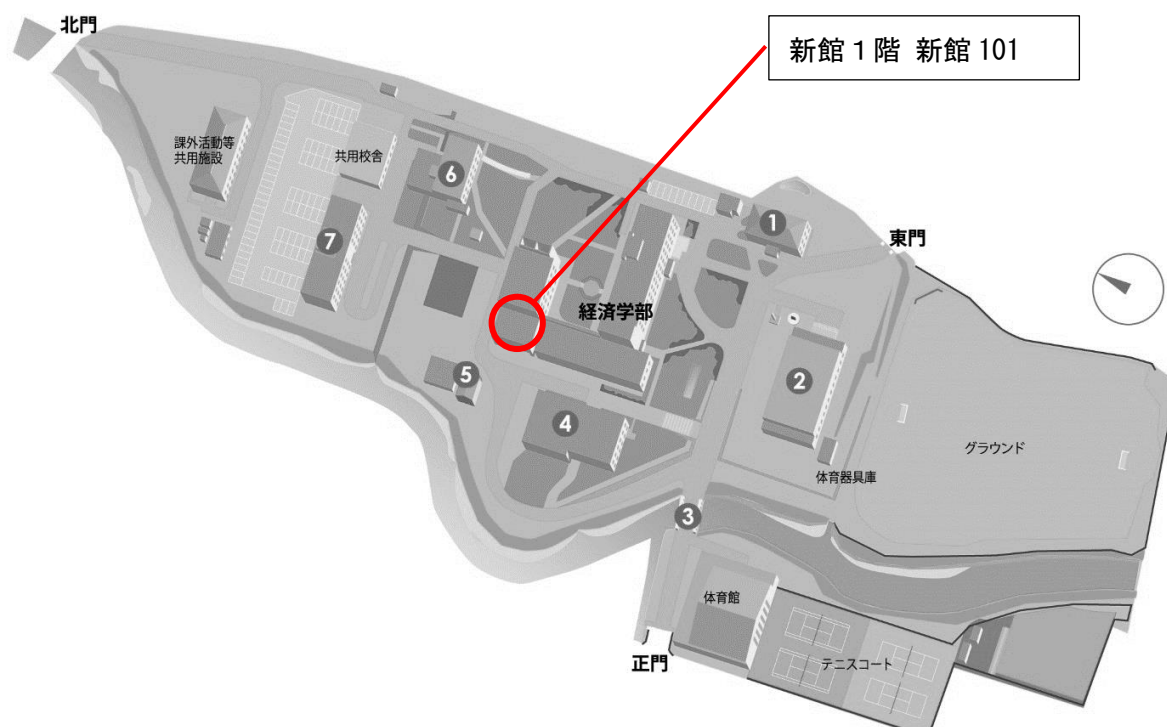 北門
新館１階 新館 101
課外活動等
共用施設
共用校舎
6
1
7
東門
経済学部
5
2
4
グラウンド
体育器具庫
3
体育館
正門
テニスコート